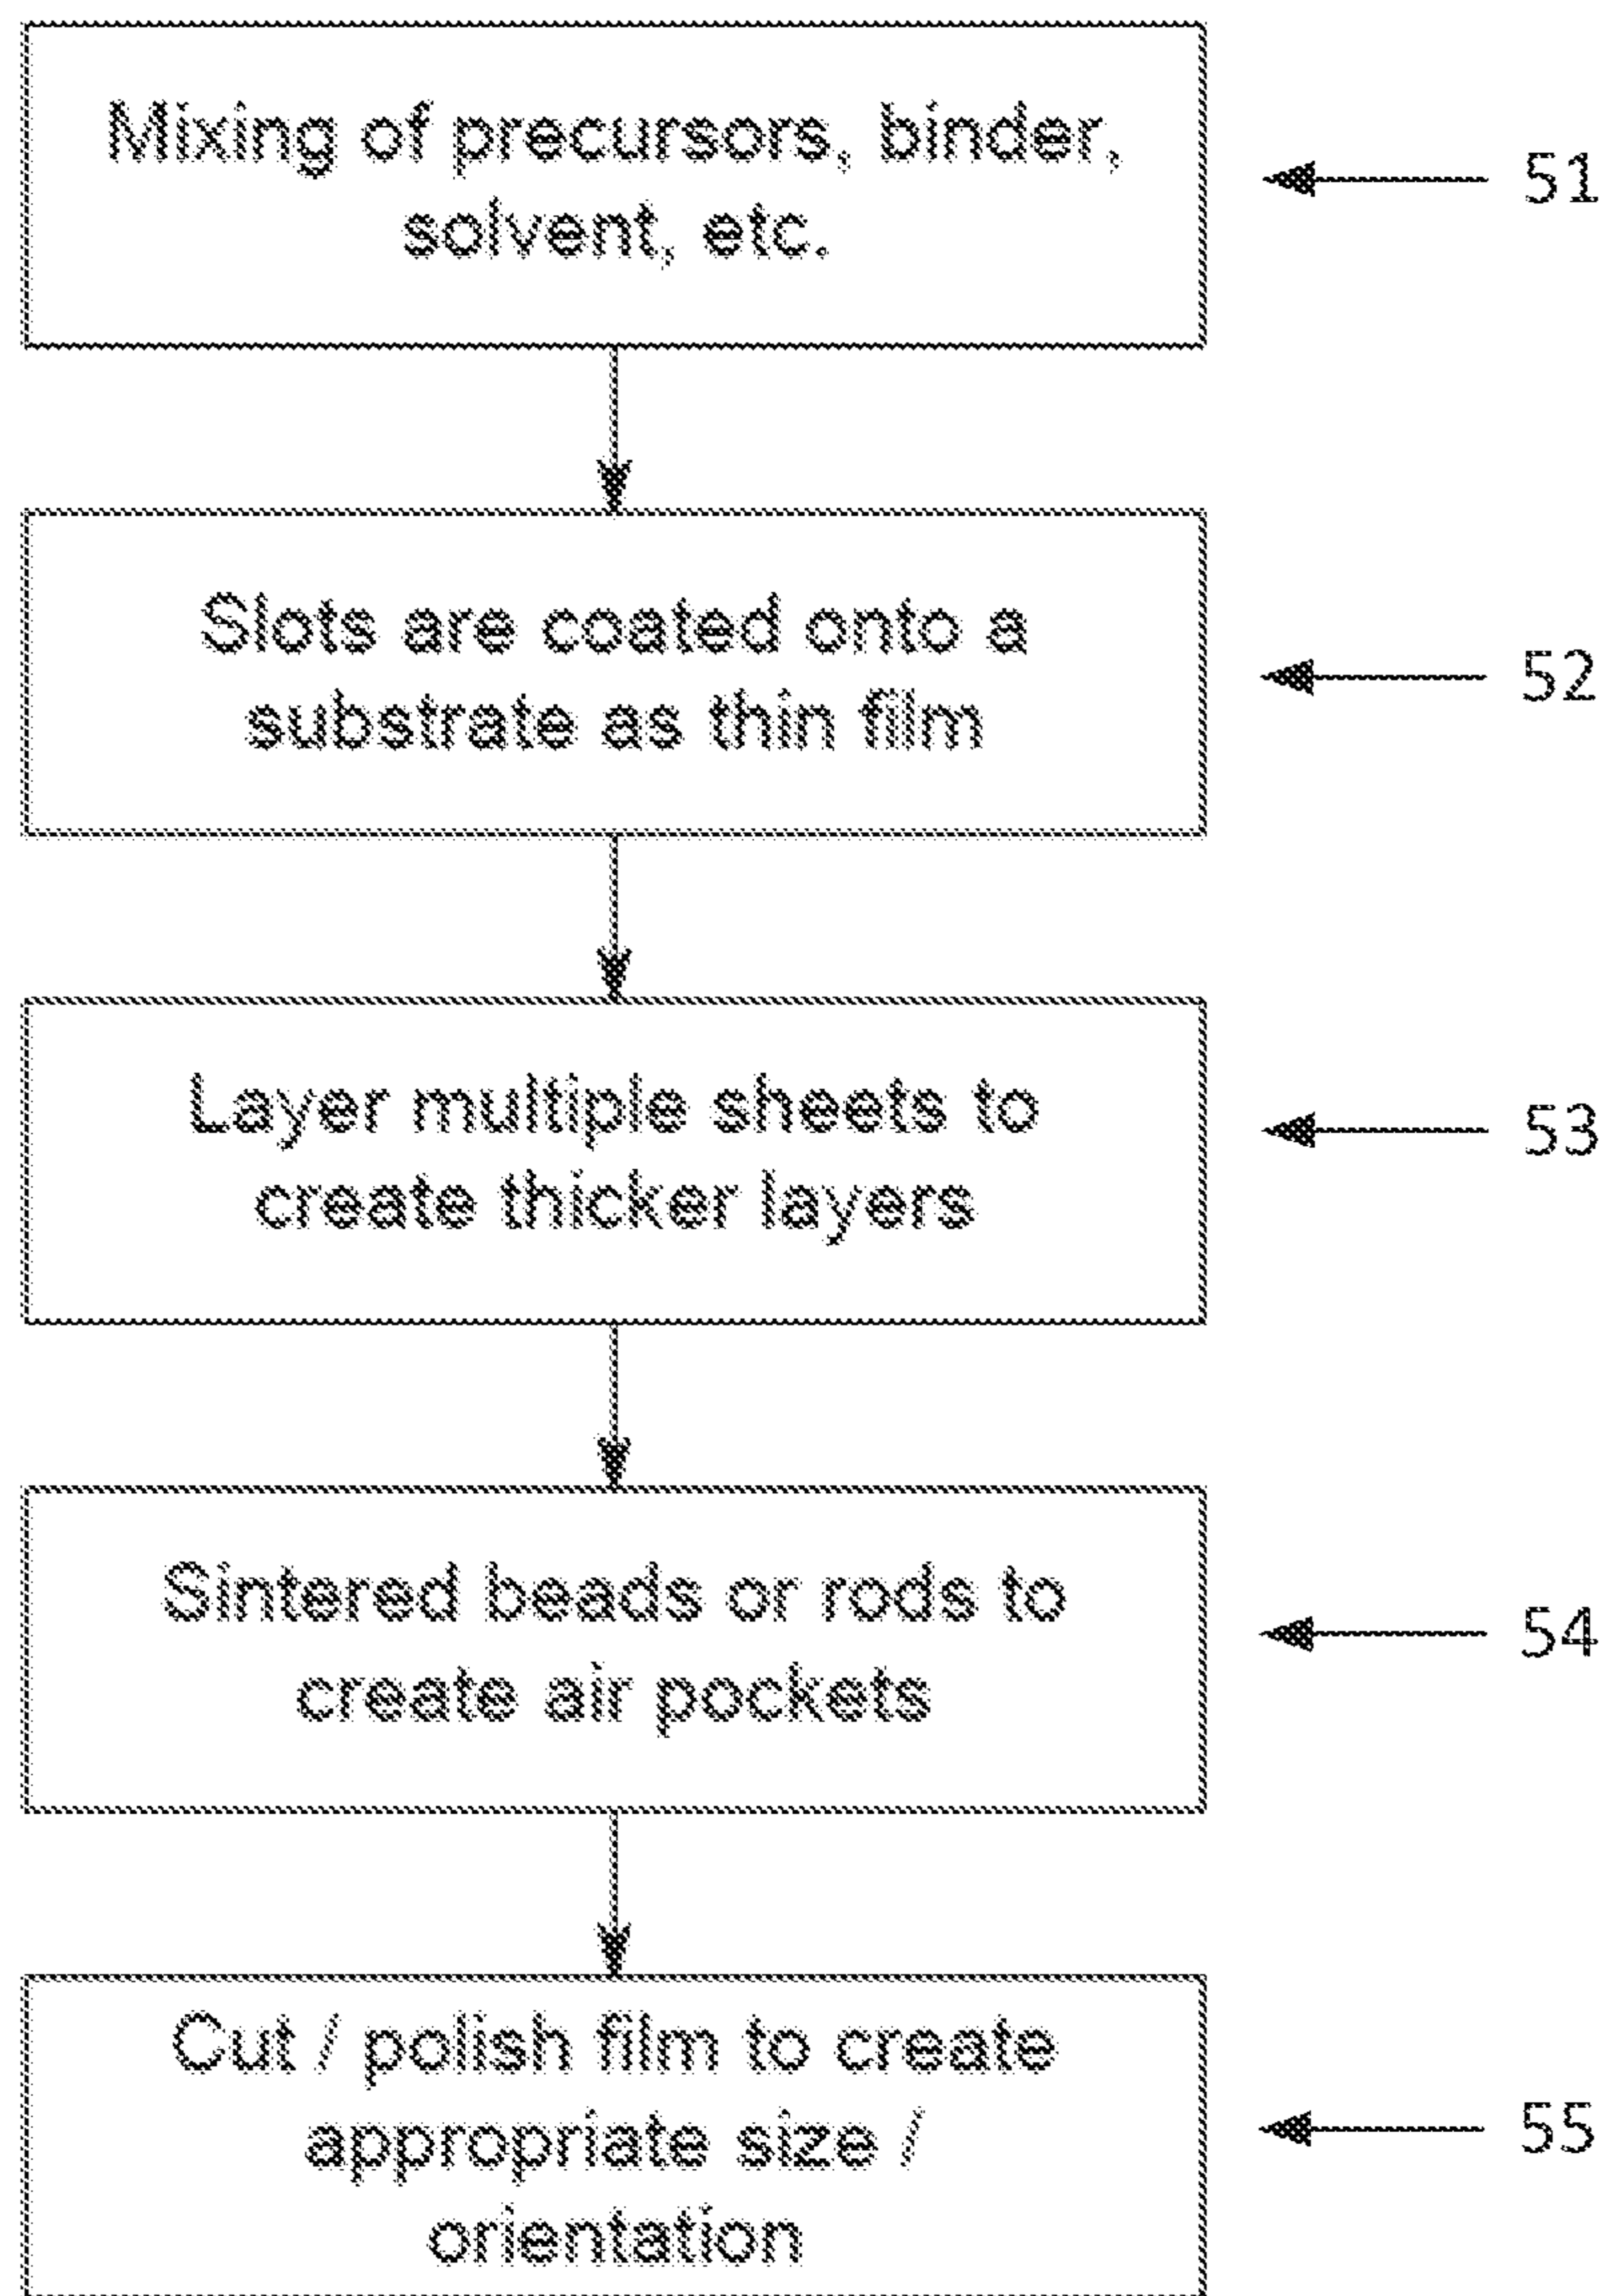 Mixing of precursors, binder,
solvent, etc.
51
Slots are coated onto a
substrate as thin film
52
Layer multiple sheets to
create thicker layers
53
Sintered beads or rods to
create air pockets
54
Cut / polish film to create
appropriate size /
orientation
55